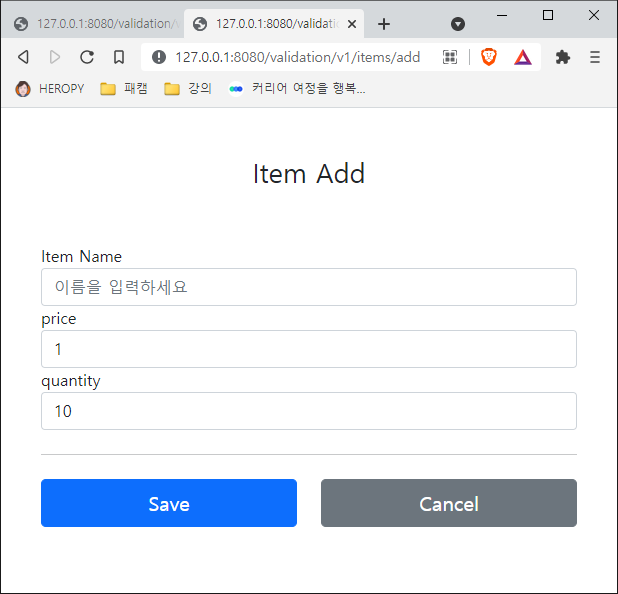 127.0.0.1:8080/validation/v
127.0.0.1:8080/validation
127.0.0.1:8080/validation/v1/items/add
HEROPY 패캠 강의 커리어 여정을 행복...
Item Add
Item Name
이름을 입력하세요
price
1
quantity
10
Save Cancel